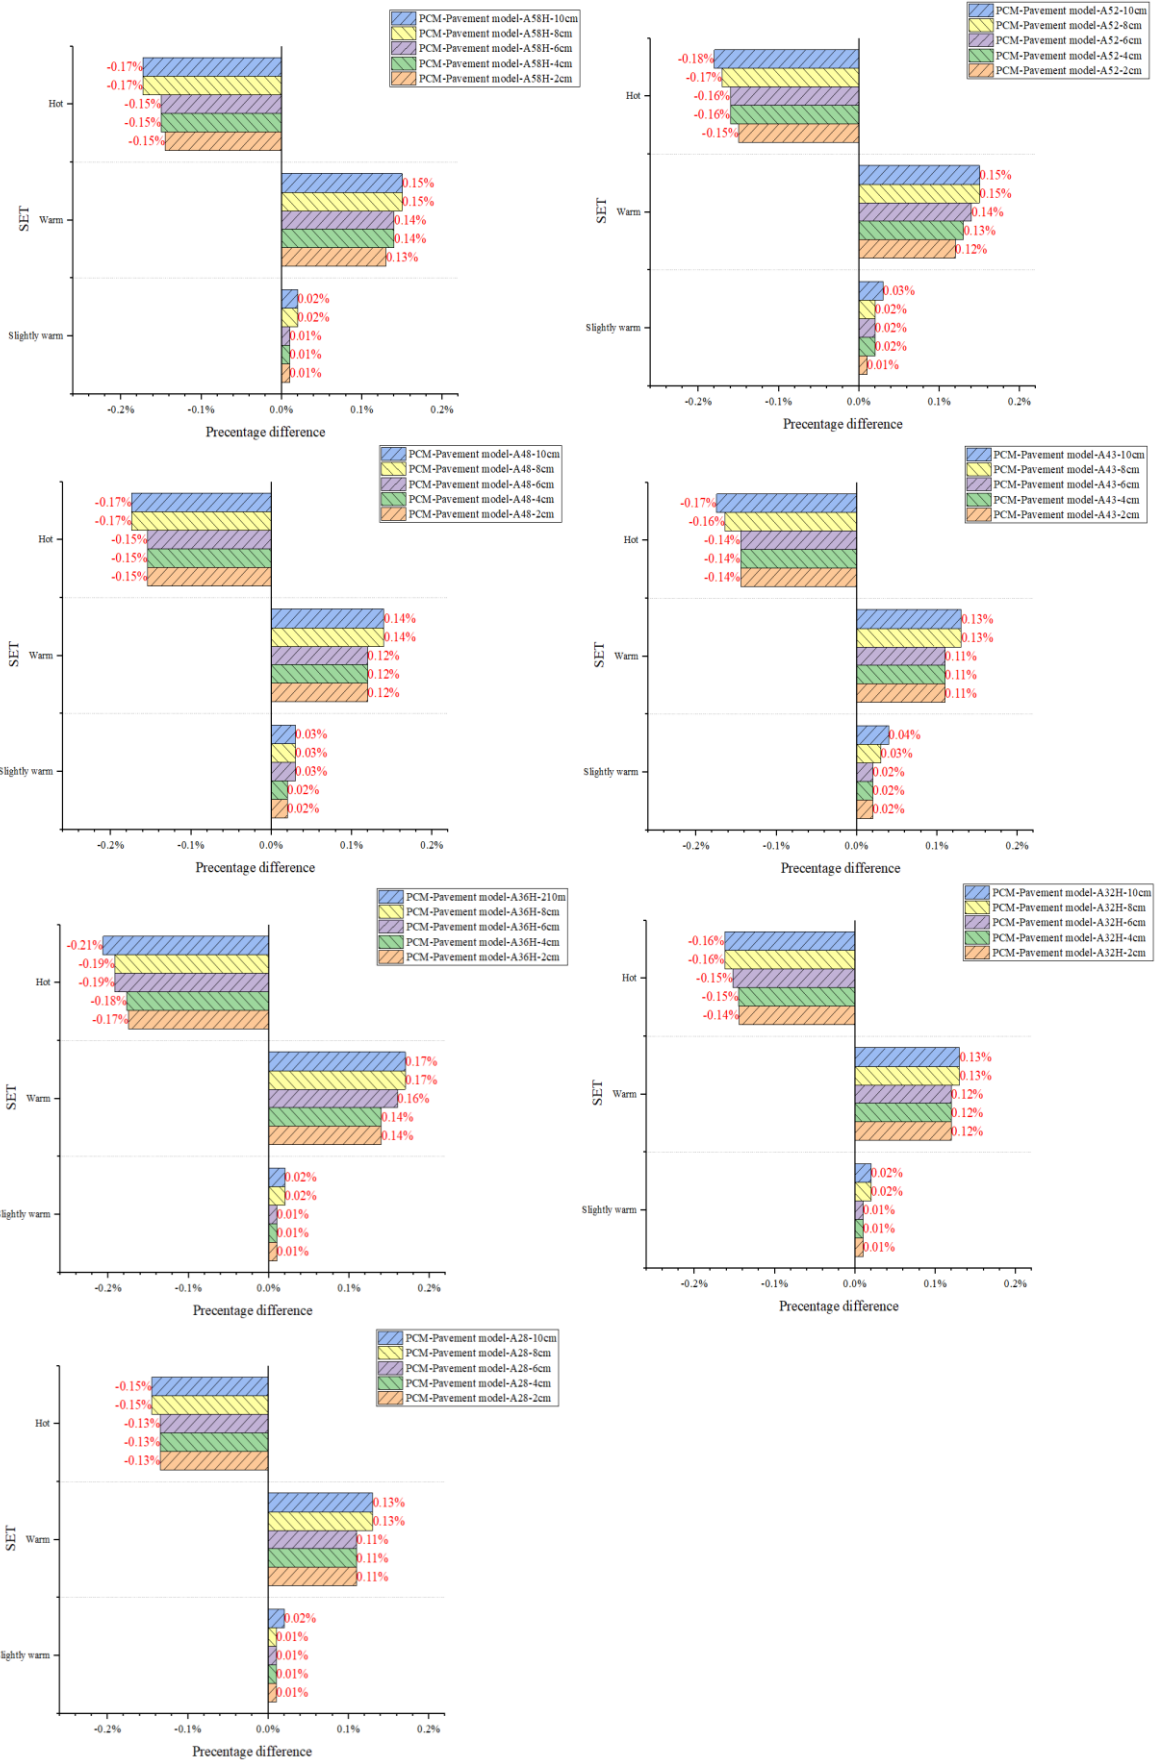 PCM-Pavement model-A58H-10cm
PCM-Pavement model-A58H-8cm
PCM-Pavement model-A58H-6cm
PCM-Pavement model-A58H-4cm
PCM-Pavement model-A58H-2cm
SET
Hot
-0.17%
-0.17%
-0.15%
-0.15%
-0.15%
Warm
0.15%
0.15%
0.14%
0.14%
0.13%
Slightly warm
0.02%
0.02%
0.01%
0.01%
0.01%
-0.2% -0.1% 0.0% 0.1% 0.2%
Precentage difference
PCM-Pavement model-A52-10cm
PCM-Pavement model-A52-8cm
PCM-Pavement model-A52-6cm
PCM-Pavement model-A52-4cm
PCM-Pavement model-A52-2cm
SET
Hot
-0.18%
-0.17%
-0.16%
-0.16%
-0.15%
Warm
0.15%
0.15%
0.14%
0.13%
0.12%
Slightly warm
0.03%
0.02%
0.02%
0.02%
0.01%
-0.2% -0.1% 0.0% 0.1% 0.2%
Precentage difference
PCM-Pavement model-A48-10cm
PCM-Pavement model-A48-8cm
PCM-Pavement model-A48-6cm
PCM-Pavement model-A48-4cm
PCM-Pavement model-A48-2cm
SET
Hot
-0.17%
-0.17%
-0.15%
-0.15%
-0.15%
Warm
0.14%
0.14%
0.12%
0.12%
0.12%
Slightly warm
0.03%
0.03%
0.03%
0.02%
0.02%
-0.2% -0.1% 0.0% 0.1% 0.2%
Precentage difference
PCM-Pavement model-A43-10cm
PCM-Pavement model-A43-8cm
PCM-Pavement model-A43-6cm
PCM-Pavement model-A43-4cm
PCM-Pavement model-A43-2cm
SET
Hot
-0.17%
-0.16%
-0.14%
-0.14%
-0.14%
Warm
0.13%
0.13%
0.11%
0.11%
0.11%
Slightly warm
0.04%
0.03%
0.02%
0.02%
0.02%
-0.2% -0.1% 0.0% 0.1% 0.2%
Precentage difference
PCM-Pavement model-A36H-210m
PCM-Pavement model-A36H-8cm
PCM-Pavement model-A36H-6cm
PCM-Pavement model-A36H-4cm
PCM-Pavement model-A36H-2cm
SET
Hot
-0.21%
-0.19%
-0.19%
-0.18%
-0.17%
Warm
0.17%
0.17%
0.16%
0.14%
0.14%
Slightly warm
0.02%
0.02%
0.01%
0.01%
0.01%
-0.2% -0.1% 0.0% 0.1% 0.2%
Precentage difference
PCM-Pavement model-A32H-10cm
PCM-Pavement model-A32H-8cm
PCM-Pavement model-A32H-6cm
PCM-Pavement model-A32H-4cm
PCM-Pavement model-A32H-2cm
SET
Hot
-0.16%
-0.16%
-0.15%
-0.15%
-0.14%
Warm
0.13%
0.13%
0.12%
0.12%
0.12%
Slightly warm
0.02%
0.02%
0.01%
0.01%
0.01%
-0.2% -0.1% 0.0% 0.1% 0.2%
Precentage difference
PCM-Pavement model-A28-10cm
PCM-Pavement model-A28-8cm
PCM-Pavement model-A28-6cm
PCM-Pavement model-A28-4cm
PCM-Pavement model-A28-2cm
SET
Hot
-0.15%
-0.15%
-0.13%
-0.13%
-0.13%
Warm
0.13%
0.13%
0.11%
0.11%
0.11%
lightly warm
0.02%
0.01%
0.01%
0.01%
0.01%
-0.2% -0.1% 0.0% 0.1% 0.2%
Precentage difference